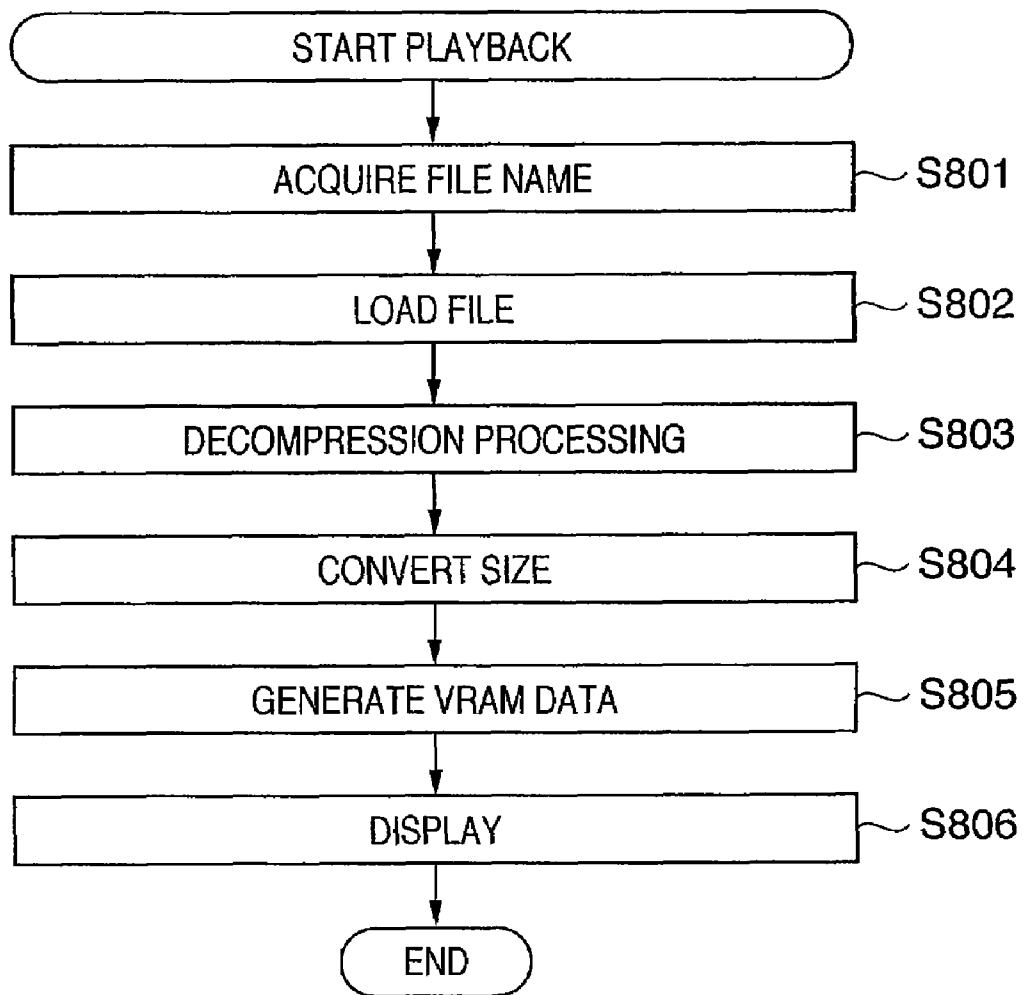 START PLAYBACK
ACQUIRE FILE NAME S801
LOAD FILE S802
DECOMPRESSION PROCESSING S803
CONVERT SIZE S804
GENERATE VRAM DATA S805
DISPLAY S806
END